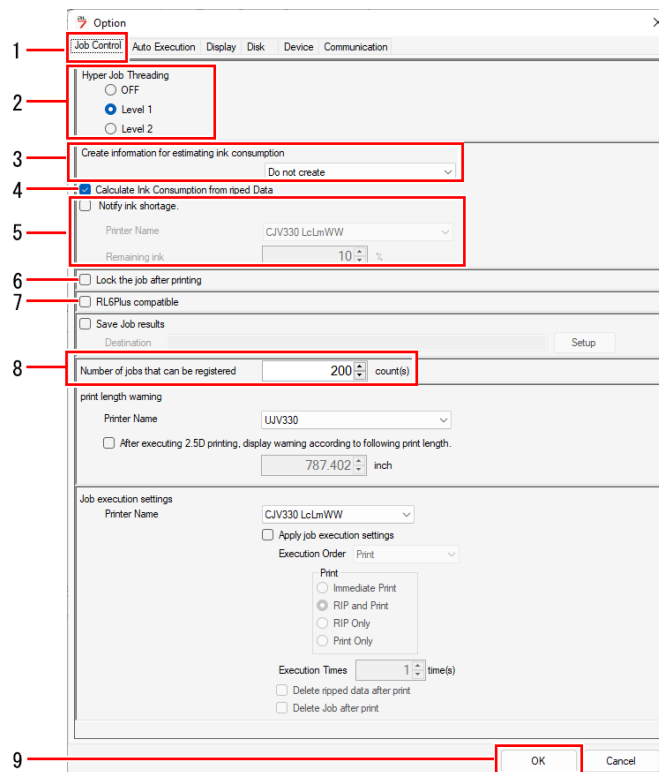 Option
1
Job Control Auto Execution Display Disk Device Communication
Hyper Job Threading
OFF
2
Level 1
Level 2
3
Create information for estimating ink consumption
Do not create
4
Calculate Ink Consumption from riped Data
Notify ink shortage.
5
Printer Name CJV330 LcLmWW
Remaining ink 10 %
6
Lock the job after printing
7
RL6Plus compatible
Save Job results
Destination Setup
8
Number of jobs that can be registered 200 count(s)
print length warning
Printer Name UJV330
After executing 2.5D printing, display warning according to following print length.
787.402 inch
Job execution settings
Printer Name CJV330 LcLmWW
Apply job execution settings
Execution Order Print
Print
Immediate Print
RIP and Print
RIP Only
Print Only
Execution Times 1 time(s)
Delete ripped data after print
Delete Job after print
9
OK Cancel